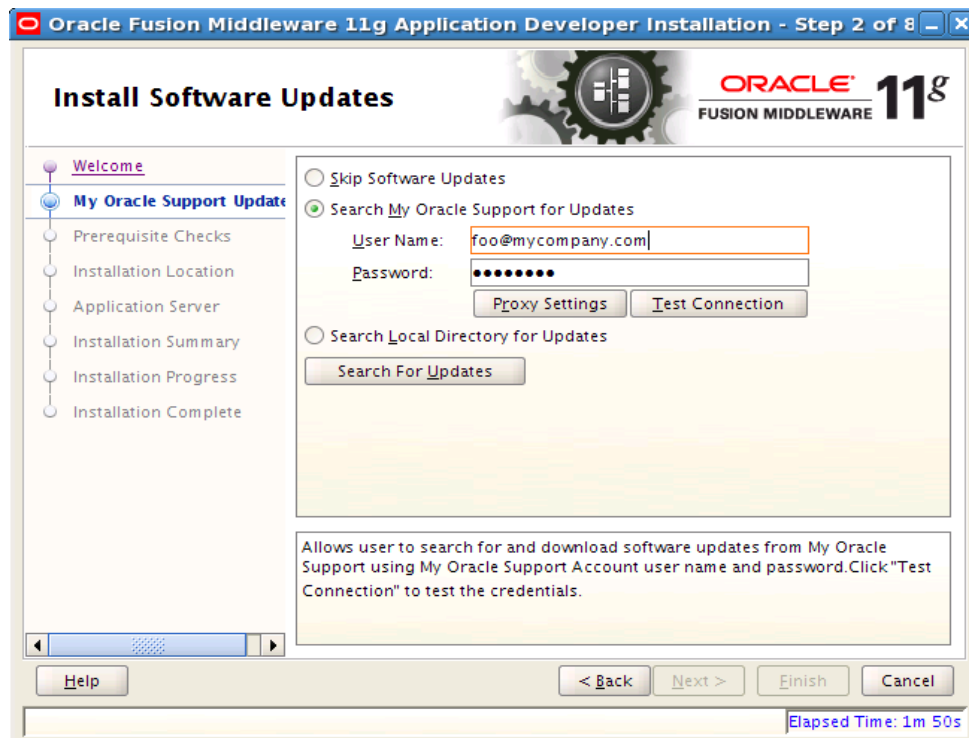 Oracle Fusion Middleware 11g Application Developer Installation - Step 2 of 8
Install Software Updates
ORACLE
FUSION MIDDLEWARE
11g
Welcome
My Oracle Support Update
Prerequisite Checks
Installation Location
Application Server
Installation Summary
Installation Progress
Installation Complete
Skip Software Updates
Search My Oracle Support for Updates
User Name: foo@mycompany.com
Password: ••••••••
Proxy Settings Test Connection
Search Local Directory for Updates
Search For Updates
Allows user to search for and download software updates from My Oracle
Support using My Oracle Support Account user name and password.Click "Test
Connection" to test the credentials.
Help < Back Next > Finish Cancel
Elapsed Time: 1m 50s